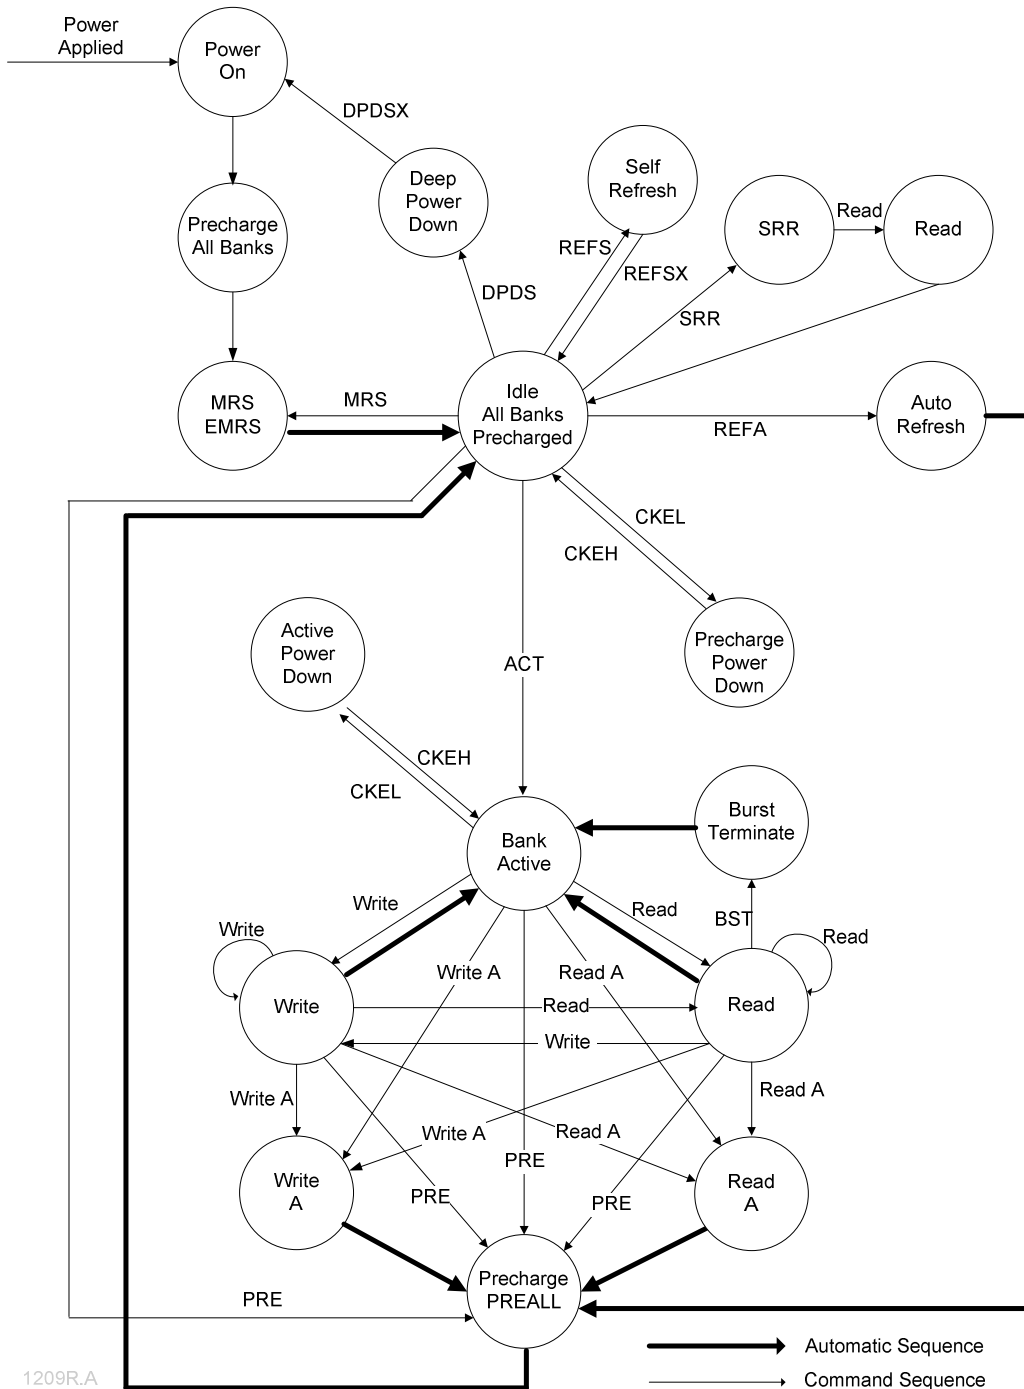 Power
Applied
Power
On
DPDSX
Deep
Power
Down
Self
Refresh
SRR
Read
Read
Precharge
All Banks
REFS
REFSX
DPDS
SRR
MRS
EMRS
MRS
Idle
All Banks
Precharged
REFA
Auto
Refresh
CKEL
CKEH
Active
Power
Down
ACT
Precharge
Power
Down
CKEH
CKEL
Bank
Active
Burst
Terminate
Write
Read
BST
Write
Read
Write A
Read A
Write
Read
Read
Write
Write A
Read A
Write A
Read A
PRE
Write
A
PRE
PRE
Read
A
Precharge
PREALL
PRE
Automatic Sequence
Command Sequence
1209R.A